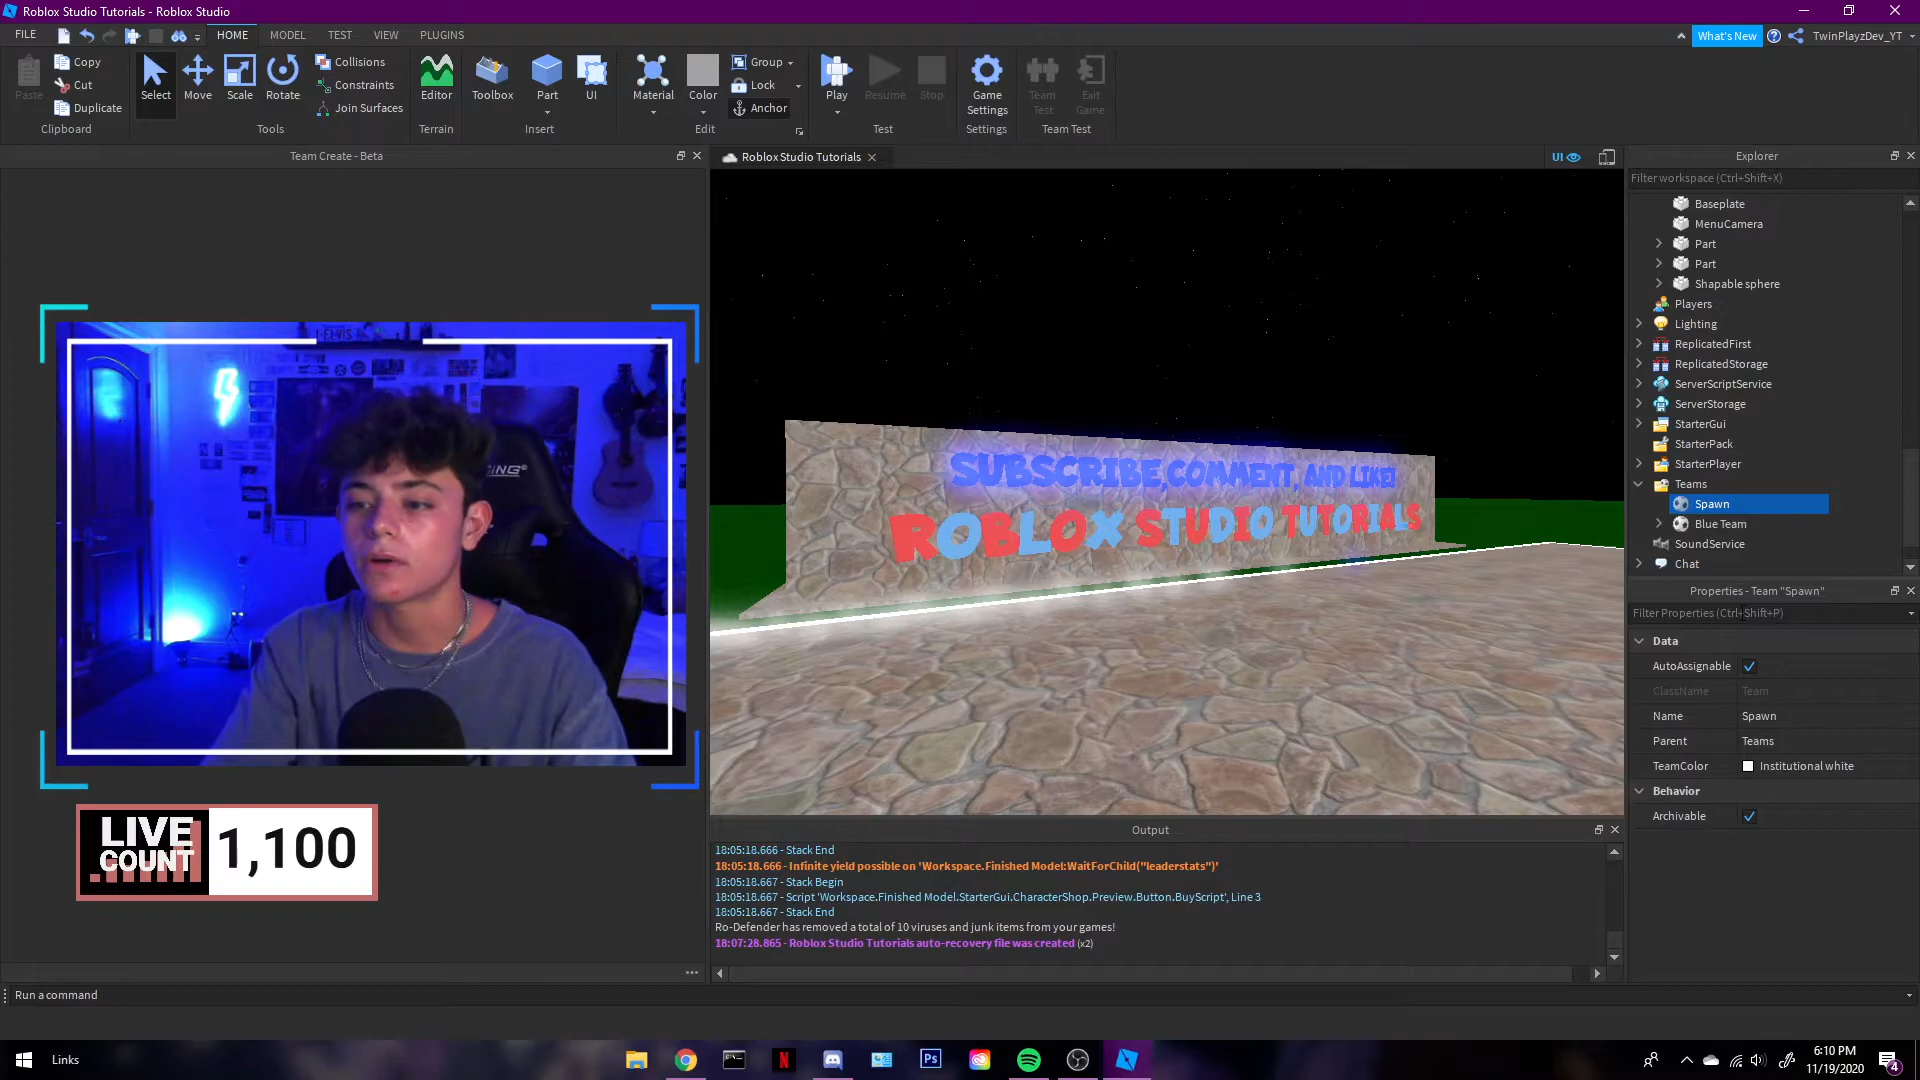 Roblox Studio Tutorials - Roblox Studio
FILE
HOME
MODEL
TEST
VIEW
PLUGINS
What's New
TwinPlayzDev_YT
Paste
Copy
Cut
Duplicate
Clipboard
Select
Move
Scale
Rotate
Collisions
Constraints
Join Surfaces
Tools
Editor
Terrain
Toolbox
Part
UI
Insert
Material
Color
Group
Lock
Anchor
Edit
Play
Resume
Stop
Test
Game
Settings
Settings
Team
Test
Exit
Game
Team Test
Team Create - Beta
Roblox Studio Tutorials
UI
ELVIS
LIVE
COUNT
1,100
SUBSCRIBE,COMMENT, AND LIKE!
ROBLOX STUDIO TUTORIALS
Output
18:05:18.666 - Stack End
18:05:18.666 - Infinite yield possible on 'Workspace.Finished Model:WaitForChild("leaderstats")'
18:05:18.667 - Stack Begin
18:05:18.667 - Script 'Workspace.Finished Model.StarterGui.CharacterShop.Preview.Button.BuyScript', Line 3
18:05:18.667 - Stack End
Ro-Defender has removed a total of 10 viruses and junk items from your games!
18:07:28.865 - Roblox Studio Tutorials auto-recovery file was created (x2)
Explorer
Filter workspace (Ctrl+Shift+X)
Baseplate
MenuCamera
Part
Part
Shapable sphere
Players
Lighting
ReplicatedFirst
ReplicatedStorage
ServerScriptService
ServerStorage
StarterGui
StarterPack
StarterPlayer
Teams
Spawn
Blue Team
SoundService
Chat
Properties - Team "Spawn"
Filter Properties (Ctrl+Shift+P)
Data
AutoAssignable
ClassName Team
Name Spawn
Parent Teams
TeamColor Institutional white
Behavior
Archivable
Run a command
Links
Ps
6:10 PM
11/19/2020
4